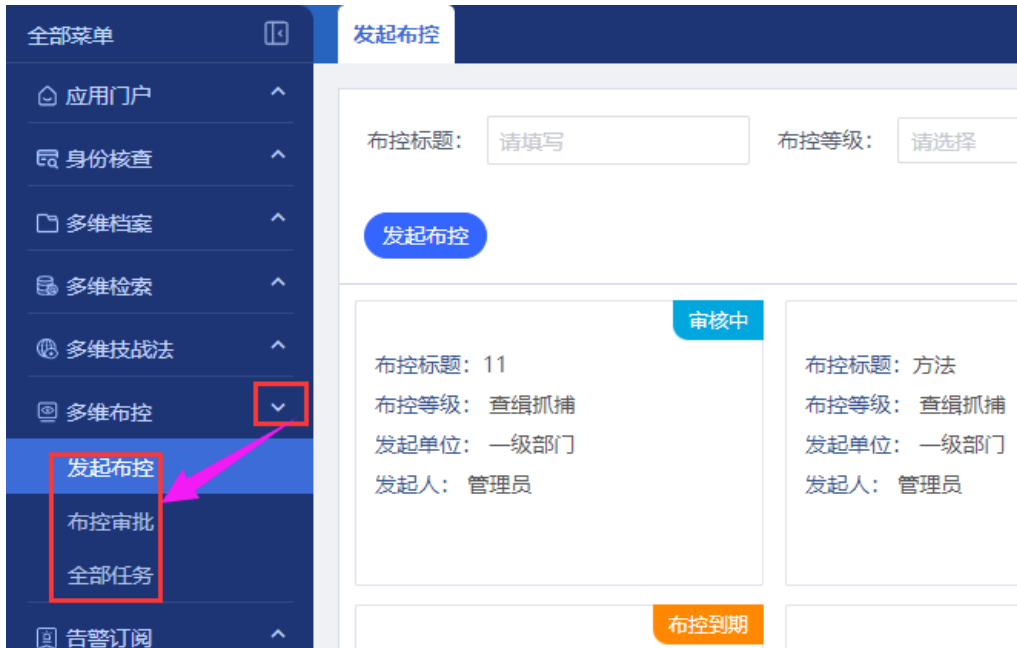 全部菜单
应用门户
身份核查
多维档案
多维检索
多维技战法
多维布控
发起布控
布控审批
全部任务
告警订阅
发起布控
布控标题： 请填写 布控等级： 请选择
发起布控
审核中
布控标题：11
布控等级： 查缉抓捕
发起单位： 一级部门
发起人： 管理员
布控标题：方法
布控等级： 查缉抓捕
发起单位： 一级部门
发起人： 管理员
布控到期